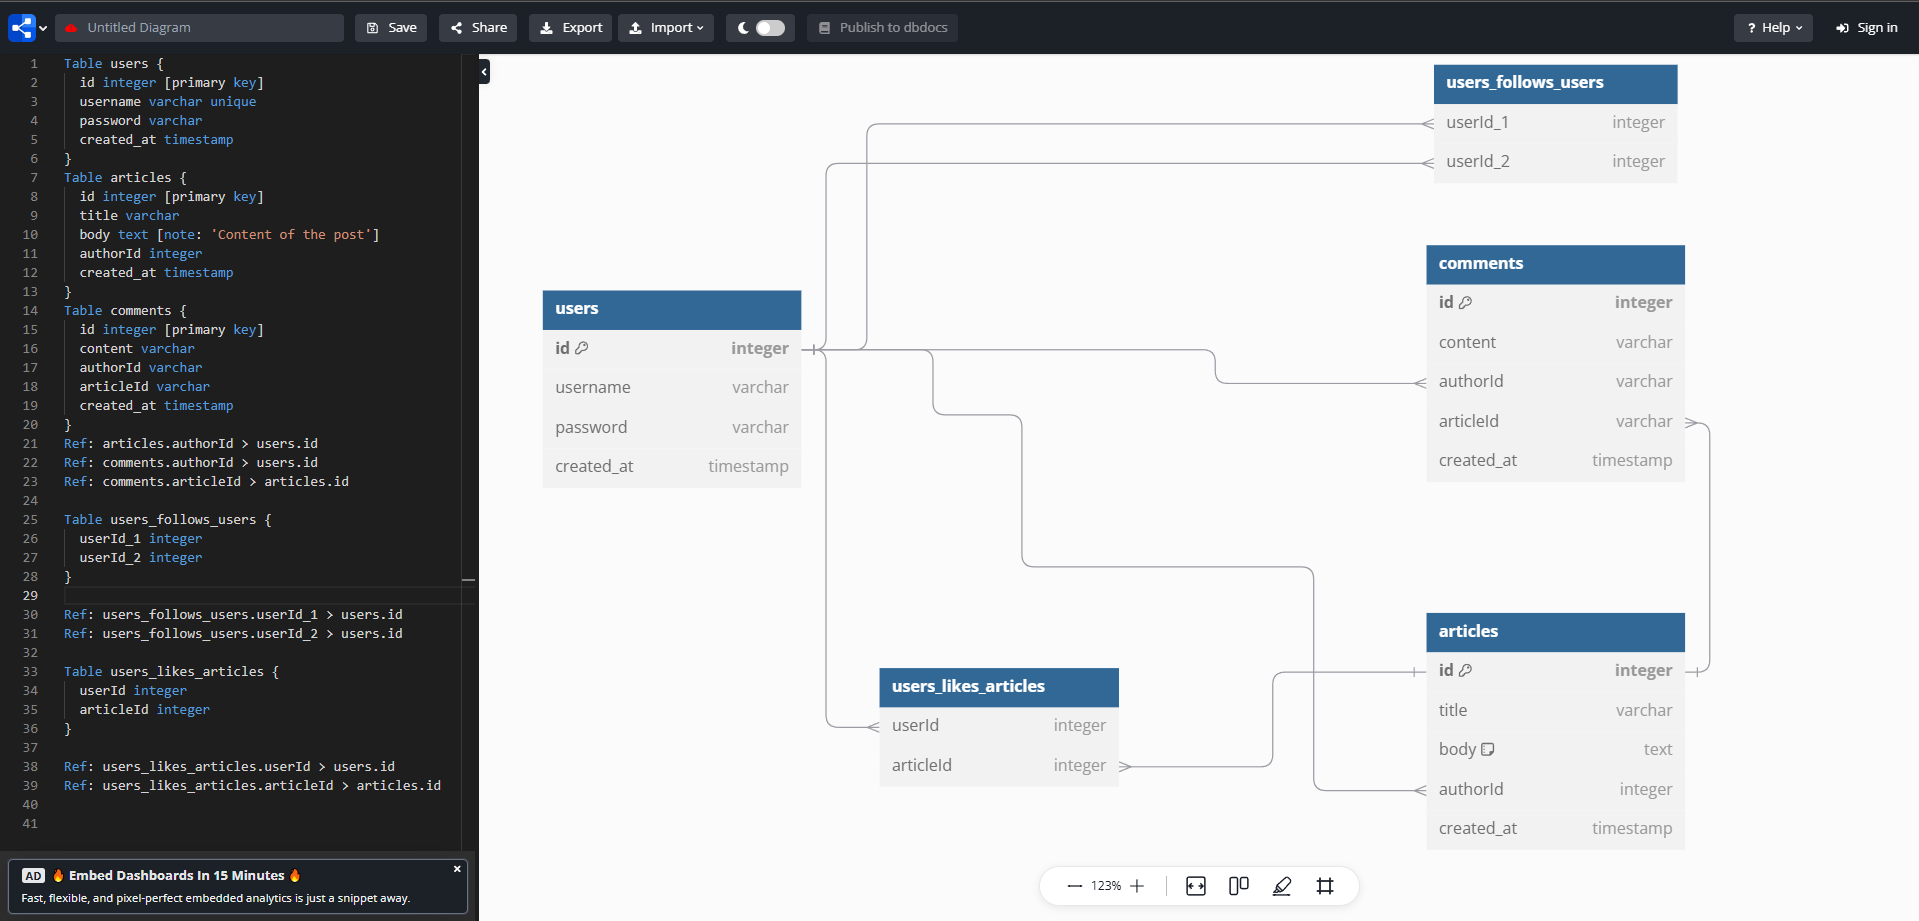 Untitled Diagram
Save
Share
Export
Import
Publish to dbdocs
? Help
Sign in
1 Table users {
2 id integer [primary key]
3 username varchar unique
4 password varchar
5 created_at timestamp
6 }
7 Table articles {
8 id integer [primary key]
9 title varchar
10 body text [note: 'Content of the post']
11 authorId integer
12 created_at timestamp
13 }
14 Table comments {
15 id integer [primary key]
16 content varchar
17 authorId varchar
18 articleId varchar
19 created_at timestamp
20 }
21 Ref: articles.authorId > users.id
22 Ref: comments.authorId > users.id
23 Ref: comments.articleId > articles.id
24
25 Table users_follows_users {
26 userId_1 integer
27 userId_2 integer
28 }
29
30 Ref: users_follows_users.userId_1 > users.id
31 Ref: users_follows_users.userId_2 > users.id
32
33 Table users_likes_articles {
34 userId integer
35 articleId integer
36 }
37
38 Ref: users_likes_articles.userId > users.id
39 Ref: users_likes_articles.articleId > articles.id
40
41
AD 🔥 Embed Dashboards In 15 Minutes 🔥
Fast, flexible, and pixel-perfect embedded analytics is just a snippet away.
users
id integer
username varchar
password varchar
created_at timestamp
users_follows_users
userId_1 integer
userId_2 integer
comments
id integer
content varchar
authorId varchar
articleId varchar
created_at timestamp
users_likes_articles
userId integer
articleId integer
articles
id integer
title varchar
body text
authorId integer
created_at timestamp
123%